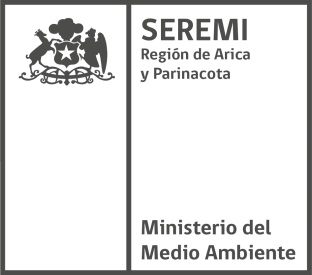 SEREMI
Región de Arica
y Parinacota
Ministerio del
Medio Ambiente